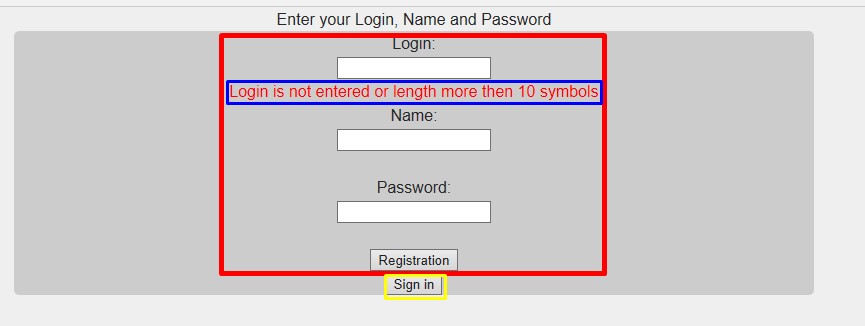 Enter your Login, Name and Password
Login:
Login is not entered or length more then 10 symbols
Name:
Password:
Registration
Sign in